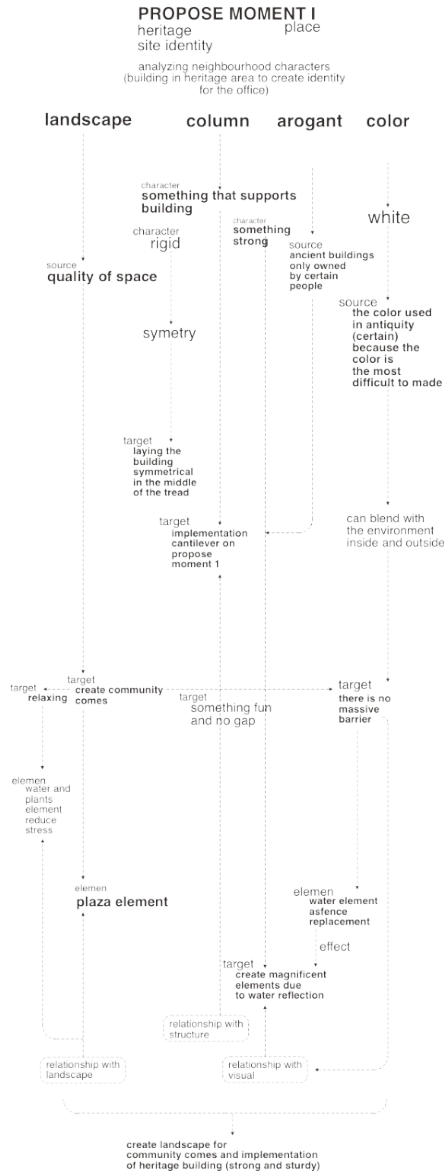 PROPOSE MOMENT I
heritage
place
site identity
analyzing neighbourhood characters
(building in heritage area to create identity
for the office)
landscape
column
arogant
color
character
something that supports
building
character
rigid
character
something
strong
white
source
ancient buildings
only owned
by certain
people
source
quality of space
source
the color used
in antiquity
(certain)
because the
color is
the most
difficult to made
symetry
target
laying the
building
symmetrical
in the middle
of the tread
target
implementation
cantilever on
propose
moment 1
can blend with
the environment
inside and outside
target
relaxing
target
create community
comes
target
something fun
and no gap
target
there is no
massive
barrier
elemen
water and
plants
element
reduce
stress
elemen
plaza element
elemen
water element
asfence
replacement
effect
target
create magnificent
elements due
to water reflection
relationship with
structure
relationship with
landscape
relationship with
visual
create landscape for
community comes and implementation
of heritage building (strong and sturdy)